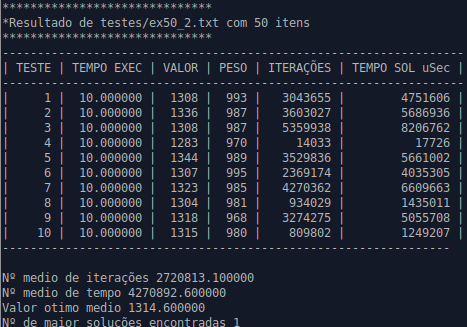 ******************************
*Resultado de testes/ex50_2.txt com 50 itens
******************************
------------------------------------------------------------------
| TESTE | TEMPO EXEC | VALOR | PESO | ITERAÇÕES | TEMPO SOL uSec |
------------------------------------------------------------------
| 1 | 10.000000 | 1308 | 993 | 3043655 | 4751606 |
| 2 | 10.000000 | 1336 | 987 | 3603027 | 5686936 |
| 3 | 10.000000 | 1308 | 987 | 5359938 | 8206762 |
| 4 | 10.000000 | 1283 | 970 | 14033 | 17726 |
| 5 | 10.000000 | 1344 | 989 | 3529836 | 5661002 |
| 6 | 10.000000 | 1307 | 995 | 2369174 | 4035305 |
| 7 | 10.000000 | 1323 | 985 | 4270362 | 6609663 |
| 8 | 10.000000 | 1304 | 981 | 934029 | 1435011 |
| 9 | 10.000000 | 1318 | 968 | 3274275 | 5055708 |
| 10 | 10.000000 | 1315 | 980 | 809802 | 1249207 |
----------------------------------------------------------------
Nº medio de iterações 2720813.100000
Nº medio de tempo 4270892.600000
Valor otimo medio 1314.600000
Nº de maior soluções encontradas 1